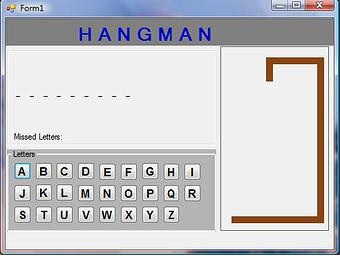 Form1
HANGMAN
_ _ _ _ _ _ _ _ _
Missed Letters:
Letters
A B C D E F G H I
J K L M N O P Q R
S T U V W X Y Z